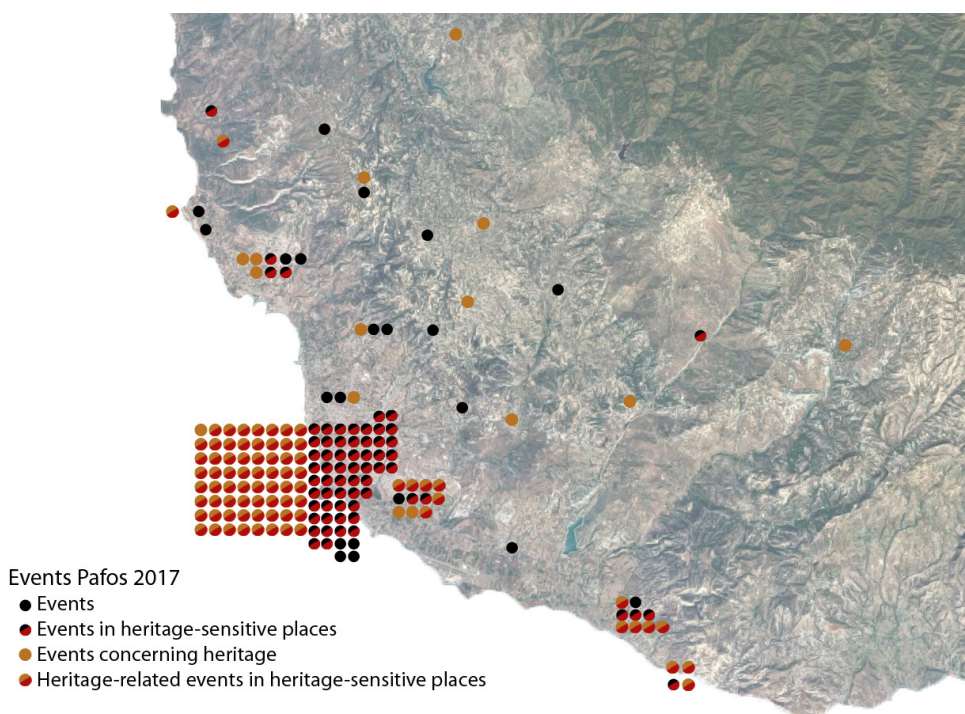 Events Pafos 2017
Events
Events in heritage-sensitive places
Events concerning heritage
Heritage-related events in heritage-sensitive places